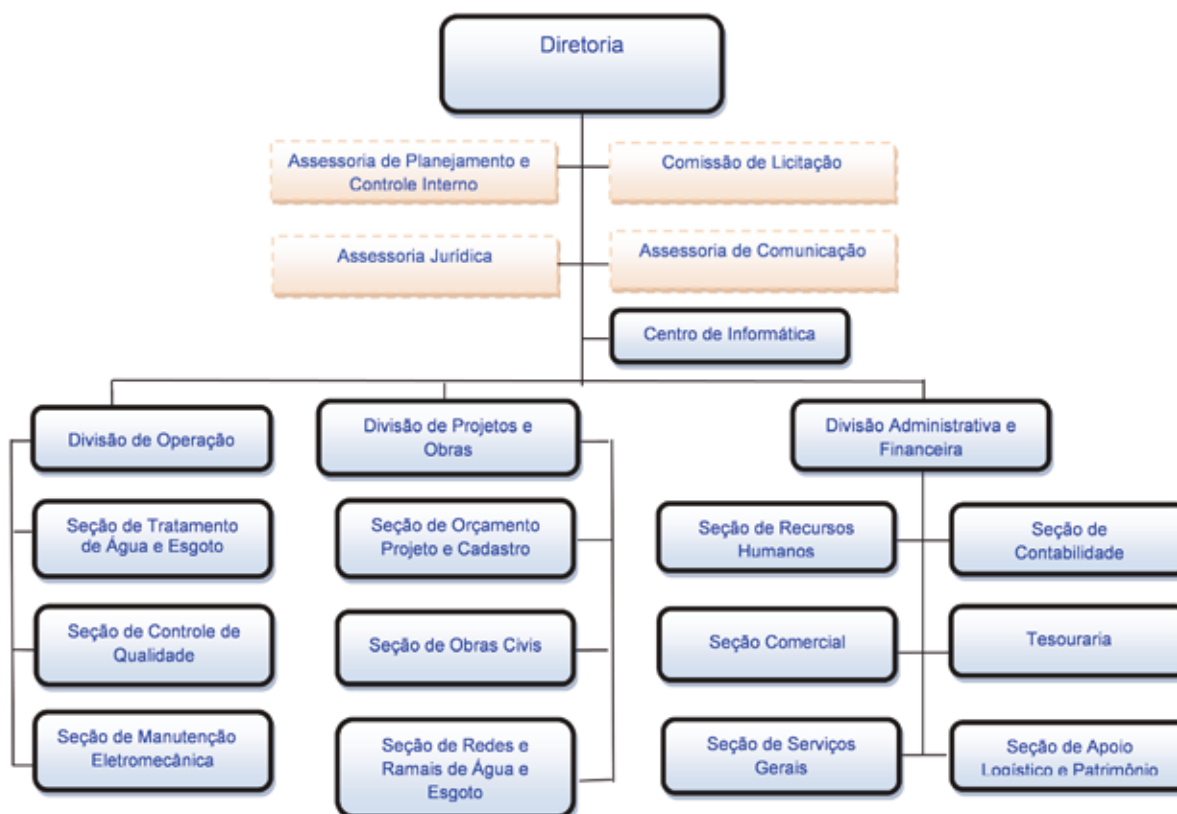 Diretoria
Assessoria de Planejamento e
Controle Interno
Comissão de Licitação
Assessoria Jurídica
Assessoria de Comunicação
Centro de Informática
Divisão de Operação
Divisão de Projetos e
Obras
Divisão Administrativa e
Financeira
Seção de Tratamento
de Água e Esgoto
Seção de Orçamento
Projeto e Cadastro
Seção de Recursos
Humanos
Seção de
Contabilidade
Seção de Controle de
Qualidade
Seção de Obras Civis
Seção Comercial
Tesouraria
Seção de Manutenção
Eletromecânica
Seção de Redes e
Ramais de Água e
Esgoto
Seção de Serviços
Gerais
Seção de Apoio
Logístico e Patrimônio